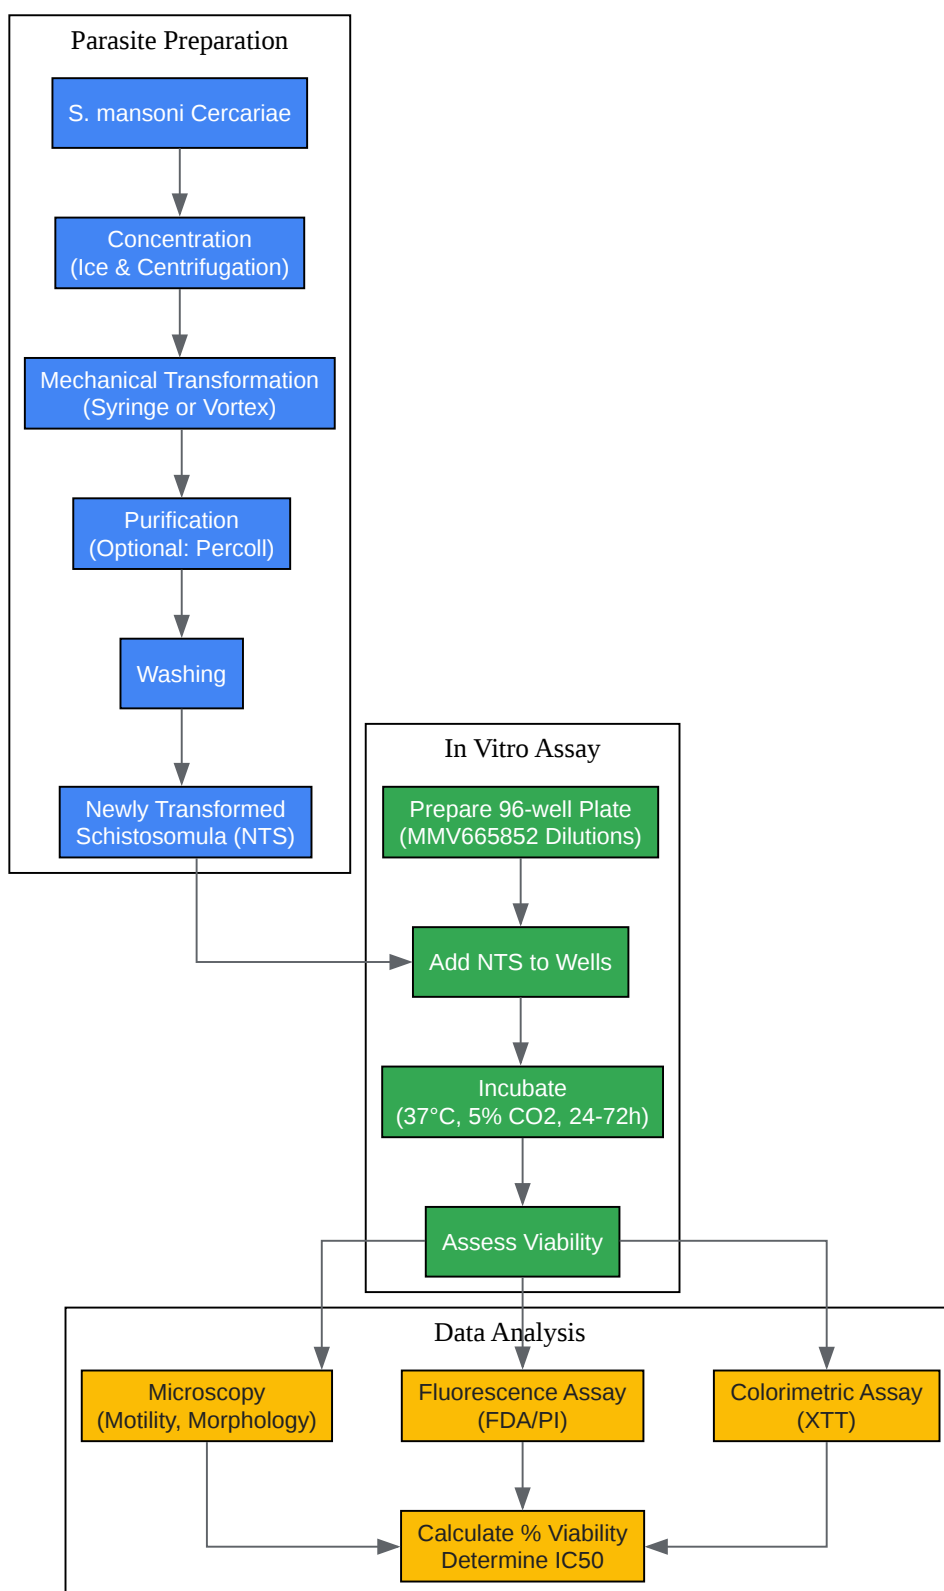 Parasite Preparation
S. mansoni Cercariae
Concentration
(Ice & Centrifugation)
Mechanical Transformation
(Syringe or Vortex)
Purification
(Optional: Percoll)
Washing
Newly Transformed
Schistosomula (NTS)
In Vitro Assay
Prepare 96-well Plate
(MMV665852 Dilutions)
Add NTS to Wells
Incubate
(37°C, 5% CO2, 24-72h)
Assess Viability
Data Analysis
Microscopy
(Motility, Morphology)
Fluorescence Assay
(FDA/PI)
Colorimetric Assay
(XTT)
Calculate % Viability
Determine IC50